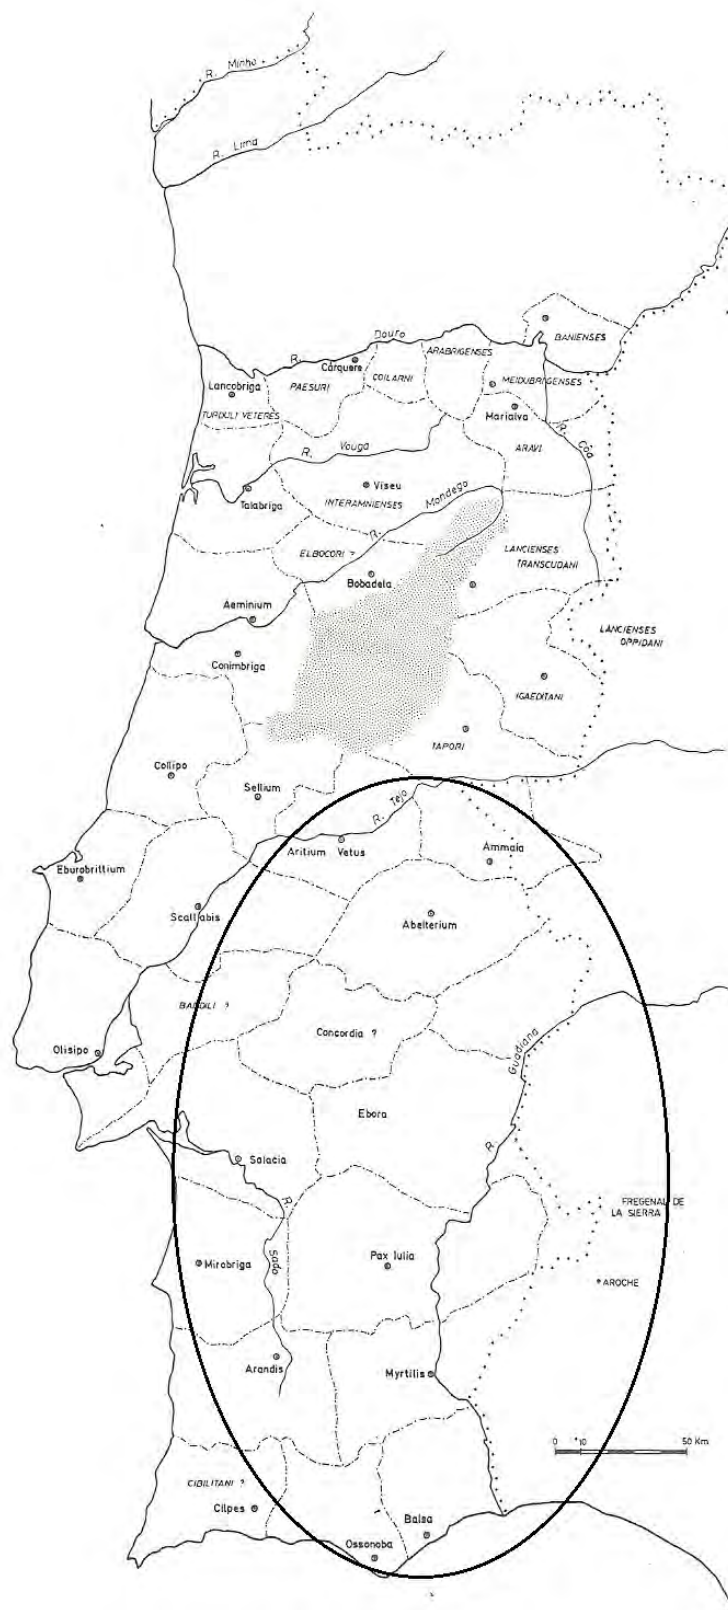 R. Minho
R. Lima
R. Douro
BANIENSES
Cárquere
ARABRIGENSES
COILARNI
PAESURI
Lancobriga
MEIDUBRIGENSES
TURDULI VETERES
Marialva
R. Côa
ARAVI
R. Vouga
Viseu
INTERAMNIENSES
R. Mondego
Talabriga
ELBOCORI ?
LANCIENSES
TRANSCUDANI
Bobadela
Aeminium
LANCIENSES
OPPIDANI
Conimbriga
IGAEDITANI
TAPORI
Collipo
Sellium
R. Tejo
Aritium Vetus
Ammaia
Eburobrittium
Scallabis
Abelterium
BARDILI ?
Concordia ?
Olisipo
R. Guadiana
Ebora
Salacia
FREGENAL DE
LA SIERRA
R. Sado
Mirobriga
Pax Iulia
AROCHE
Arandis
Myrtilis
0 10 50 Km
CIBILITANI ?
Cilpes
Balsa
Ossonoba